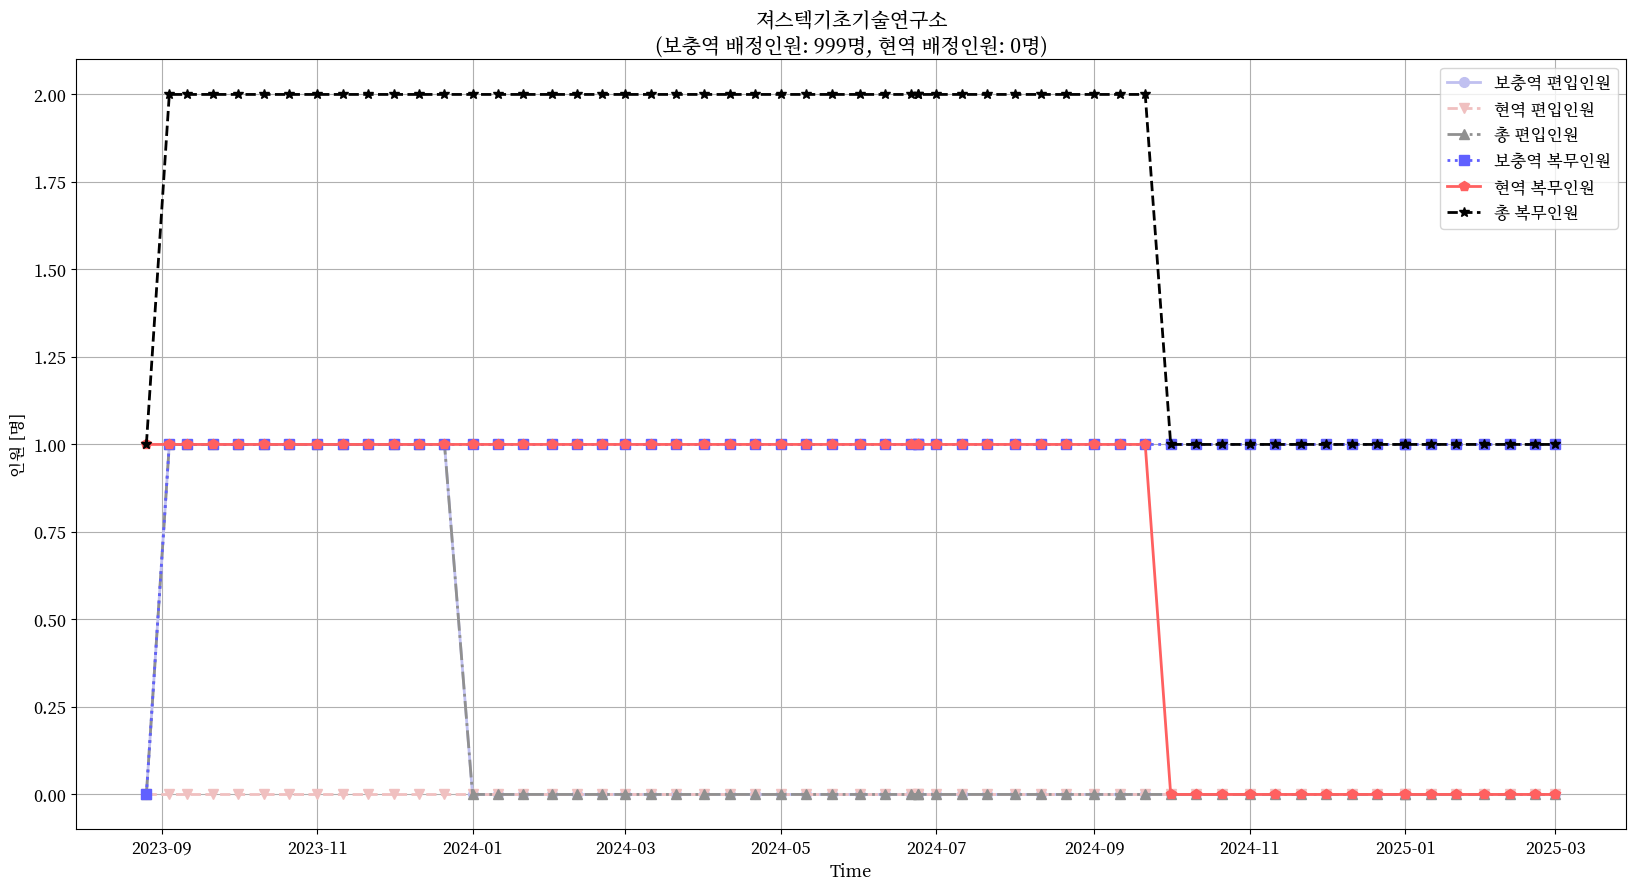 져스텍기초기술연구소
(보충역 배정인원: 999명, 현역 배정인원: 0명)
보충역 편입인원
현역 편입인원
총 편입인원
보충역 복무인원
현역 복무인원
총 복무인원
인원 [명]
2.00
1.75
1.50
1.25
1.00
0.75
0.50
0.25
0.00
2023-09
2023-11
2024-01
2024-03
2024-05
2024-07
2024-09
2024-11
2025-01
2025-03
Time